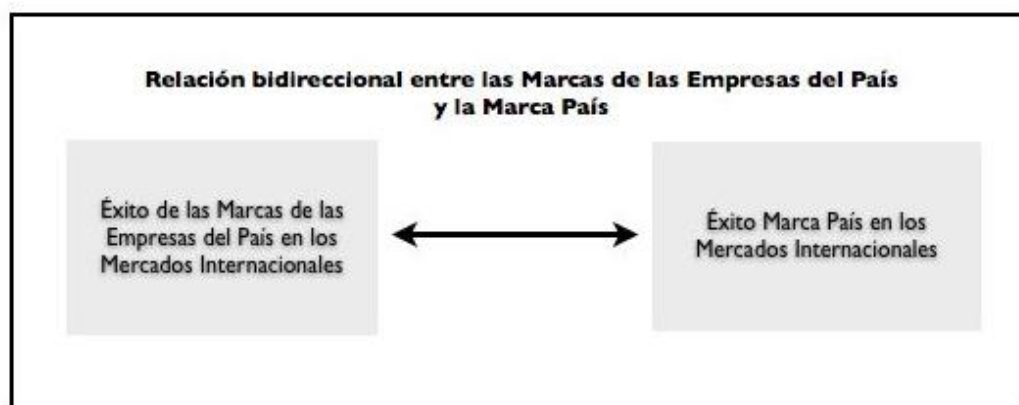 Relación bidireccional entre las Marcas de las Empresas del País
y la Marca País
Éxito de las Marcas de las
Empresas del País en los
Mercados Internacionales
Éxito Marca País en los
Mercados Internacionales